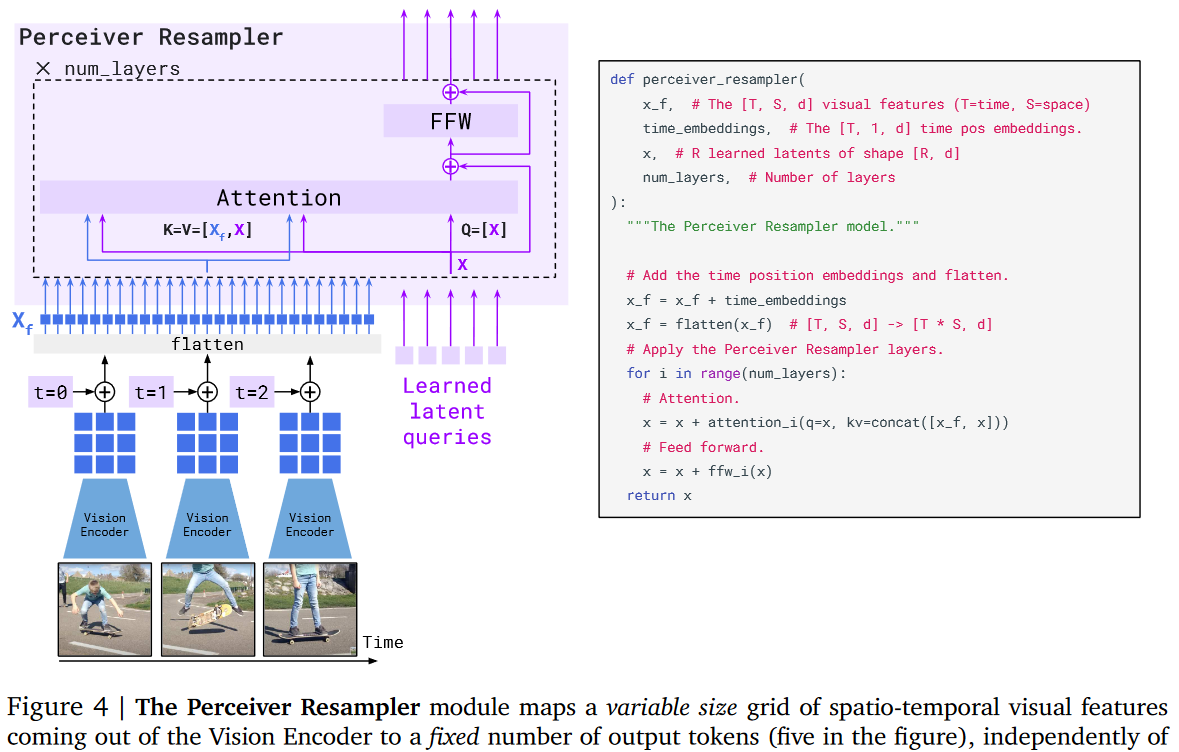 Perceiver Resampler
× num_layers
FFW
Attention
K=V=[Xf,X]
Q=[X]
X
Xf
flatten
t=0
t=1
t=2
Learned
latent
queries
Vision
Encoder
Vision
Encoder
Vision
Encoder
Time
def perceiver_resampler(
x_f,  # The [T, S, d] visual features (T=time, S=space)
time_embeddings,  # The [T, 1, d] time pos embeddings.
x,  # R learned latents of shape [R, d]
num_layers,  # Number of layers
):
"""The Perceiver Resampler model."""
# Add the time position embeddings and flatten.
x_f = x_f + time_embeddings
x_f = flatten(x_f)  # [T, S, d] -> [T * S, d]
# Apply the Perceiver Resampler layers.
for i in range(num_layers):
# Attention.
x = x + attention_i(q=x, kv=concat([x_f, x]))
# Feed forward.
x = x + ffw_i(x)
return x
Figure 4 | The Perceiver Resampler module maps a variable size grid of spatio-temporal visual features
coming out of the Vision Encoder to a fixed number of output tokens (five in the figure), independently of